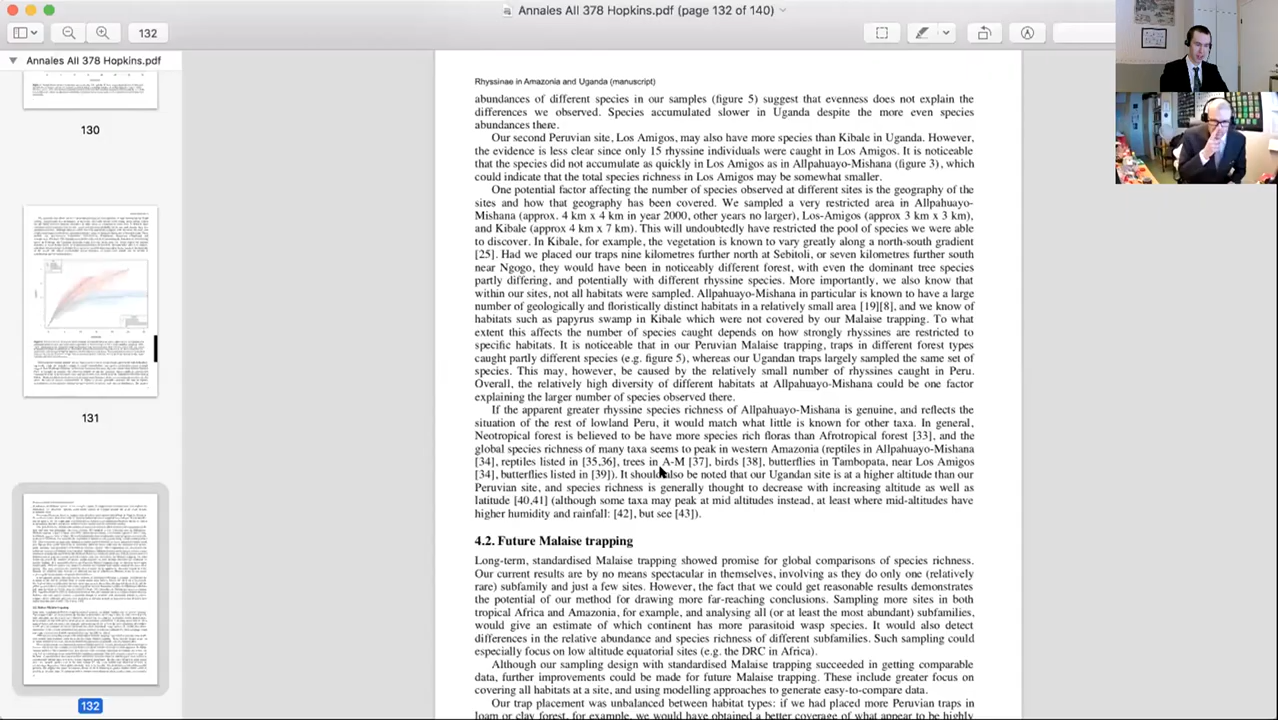 Annales All 378 Hopkins.pdf (page 132 of 140)
132
Annales All 378 Hopkins.pdf
130
131
132
Rhyssinae in Amazonia and Uganda (manuscript)
abundances of different species in our samples (figure 5) suggest that evenness does not explain the
differences we observed. Species accumulated slower in Uganda despite the more even species
abundances there.
Our second Peruvian site, Los Amigos, may also have more species than Kibale in Uganda. However,
the evidence is less clear since only 15 rhyssine individuals were caught in Los Amigos. It is noticeable
that the species did not accumulate as quickly in Los Amigos as in Allpahuayo-Mishana (figure 3), which
could indicate that the total species richness in Los Amigos may be somewhat smaller.
One potential factor affecting the number of species observed at different sites is the geography of the
sites and how that geography has been covered. We sampled a very restricted area in Allpahuayo-
Mishana (approx. 4 km x 4 km in year 2000, other years smaller), Los Amigos (approx 3 km x 3 km),
and Kibale (approx 4 km x 7 km). This will undoubtedly have limited the total of species we were able
to discover. In Kibale, for example, the vegetation is known to vary greatly along a north-south gradient
[25]. Had we placed our traps nine kilometres further north at Sebitoli, or seven kilometres further south
near Ngogo, they would have been in noticeably different forest, with even the dominant tree species
partly differing, and potentially with different rhyssine species. More importantly, we also know that
within our sites, not all habitats were sampled. Allpahuayo-Mishana in particular is known to have a large
number of geologically and floristically distinct habitats in a relatively small area [19][8], and we know of
habitats such as papyrus swamp in Kibale which were not covered by our Malaise trapping. To what
extent this affects the number of species caught depends on how strongly rhyssines are restricted to
specific habitats. It is noticeable that in our Peruvian Malaise trapping, traps in different forest types
caught partly different species (e.g. figure 5), whereas our Ugandan traps largely sampled the same set of
species. This may, however, be caused by the relatively small number of rhyssines caught in Peru.
Overall, the relatively high diversity of different habitats at Allpahuayo-Mishana could be one factor
explaining the larger number of species observed there.
If the apparent greater rhyssine species richness of Allpahuayo-Mishana is genuine, and reflects the
situation of the rest of lowland Peru, it would match what little is known for other taxa. In general,
Neotropical forest is believed to have more species rich floras than Afrotropical forest [33], and the
global species richness of many taxa seems to peak in western Amazonia (reptiles in Allpahuayo-Mishana
[34], reptiles listed in [35,36], trees in A-M [37], birds [38], butterflies in Tambopata, near Los Amigos
[34], butterflies listed in [39]). It should also be noted that our Ugandan site is at a higher altitude than our
Peruvian site, and species richness is generally thought to decrease with increasing altitude as well as
latitude [40,41] (although some taxa may peak at mid altitudes instead, at least where mid-altitudes have
higher humidity and rainfall: [42], but see [43]).
4.2. Future Malaise trapping
Long-term standardised Malaise trapping showed promise for global comparisons of species richness.
Our current results are by no means spectacular in themselves, involving as they do only one (relatively
rare) subfamily and just a few sites. However, the fact that we got reasonable results demonstrates
the potential of our method for drawing more far-reaching conclusions. Sampling more sites in both
tropical Africa and Amazonia, for example, and analysing all (or at least the most abundant) subfamilies,
would give an estimate of which continent has more parasitoid wasp species. It would also detect
differences in the relative abundance and species richness of different subfamilies. Such sampling could
in low altitude equatorial sites (e.g. the DRC in Africa).
sampling design with standardised Malaise
in getting comparable
data, further improvements could be made for future Malaise trapping. These include greater focus on
covering all habitats at a site, and using modelling approaches to generate easy-to-compare data.
Our trap placement was unbalanced between habitat types: if we had placed more Peruvian traps in
loam or clay forest, for example, we would have obtained a better coverage of what appear to be highly